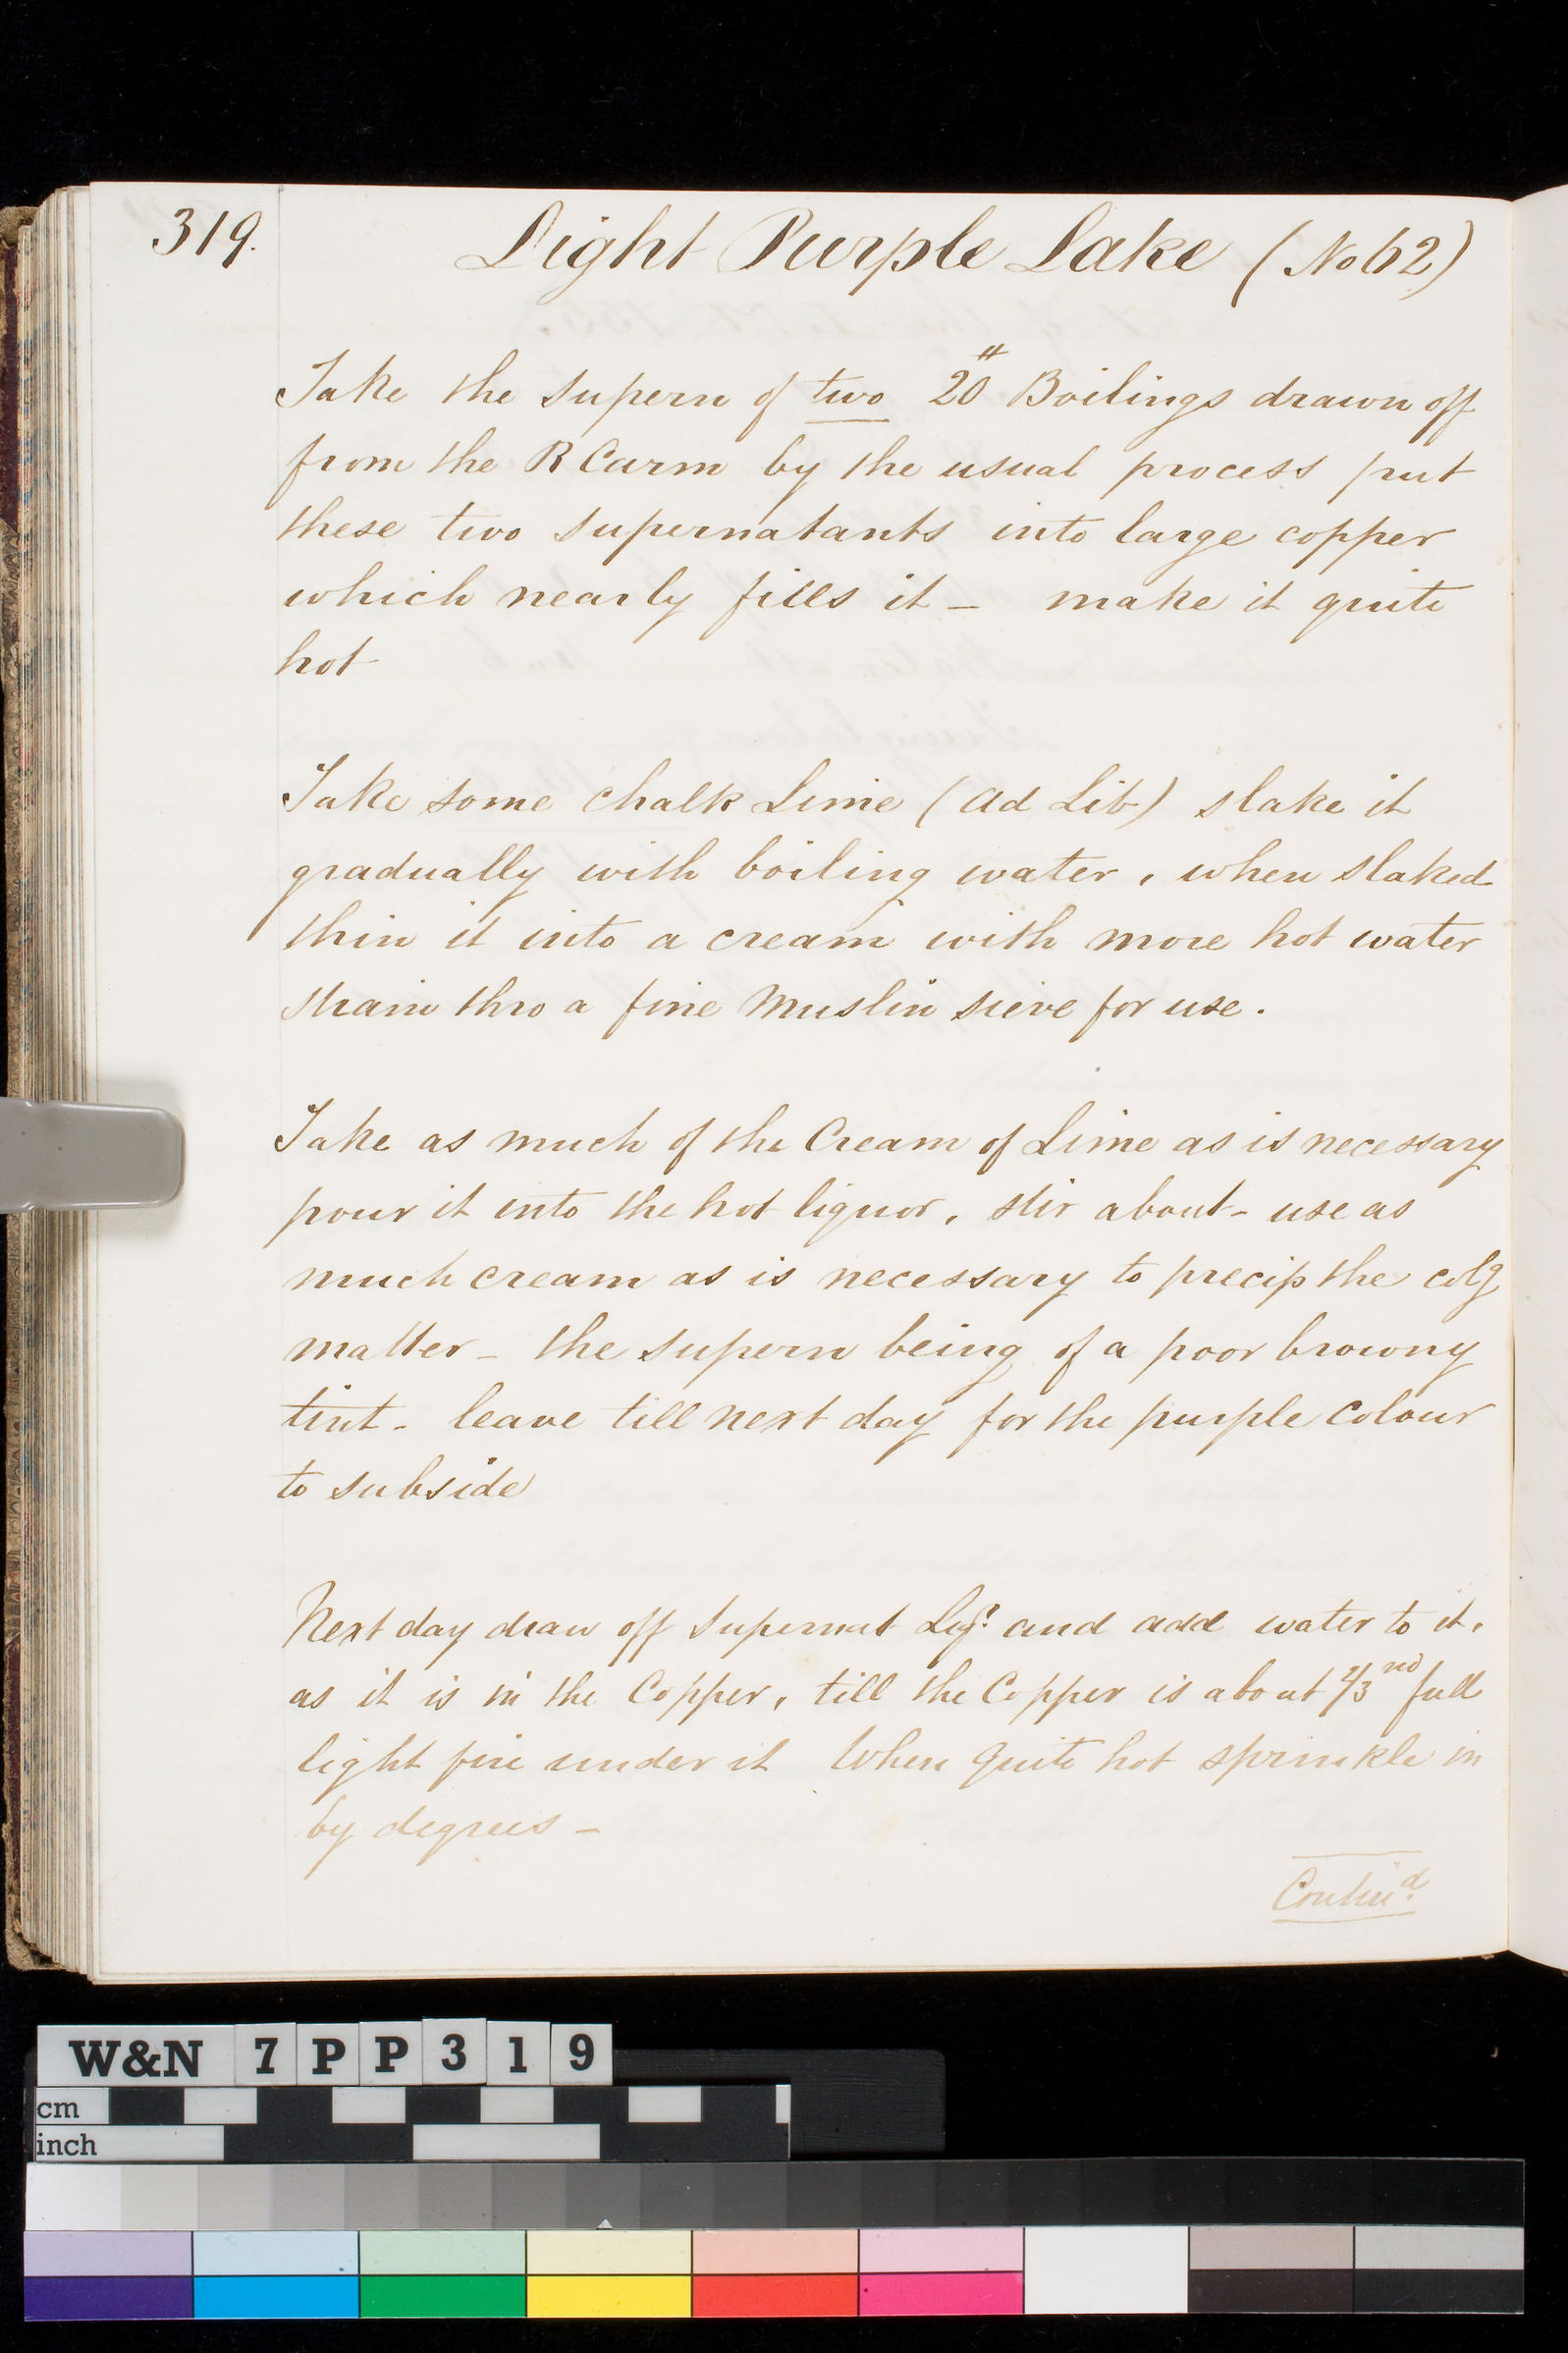 319.
Light Purple Lake (No 62)
Take the supern of two 20# Boilings drawn off
from the R Carm by the usual process put
these two supernatants into large copper
which nearly fills it – make it quite
hot
Take some chalk Lime (Ad Lib) slake it
gradually with boiling water, when slaked
thin it into a cream with more hot water
strain thro a fine Muslin sieve for use.
Take as much of the Cream of Lime as is necessary
pour it into the hot liquor, stir about – use as
much cream as is necessary to precip the colg
matter – the supern being of a poor browny
tint – leave till next day for the purple colour
to subside
Next day draw off supernat Lqr. and add water to it,
as it is in the Copper, till the Copper is about 2/3nd full
light fire under it When quite hot sprinkle in
by degrees –
Contind.
W&N 7PP319
cm
inch